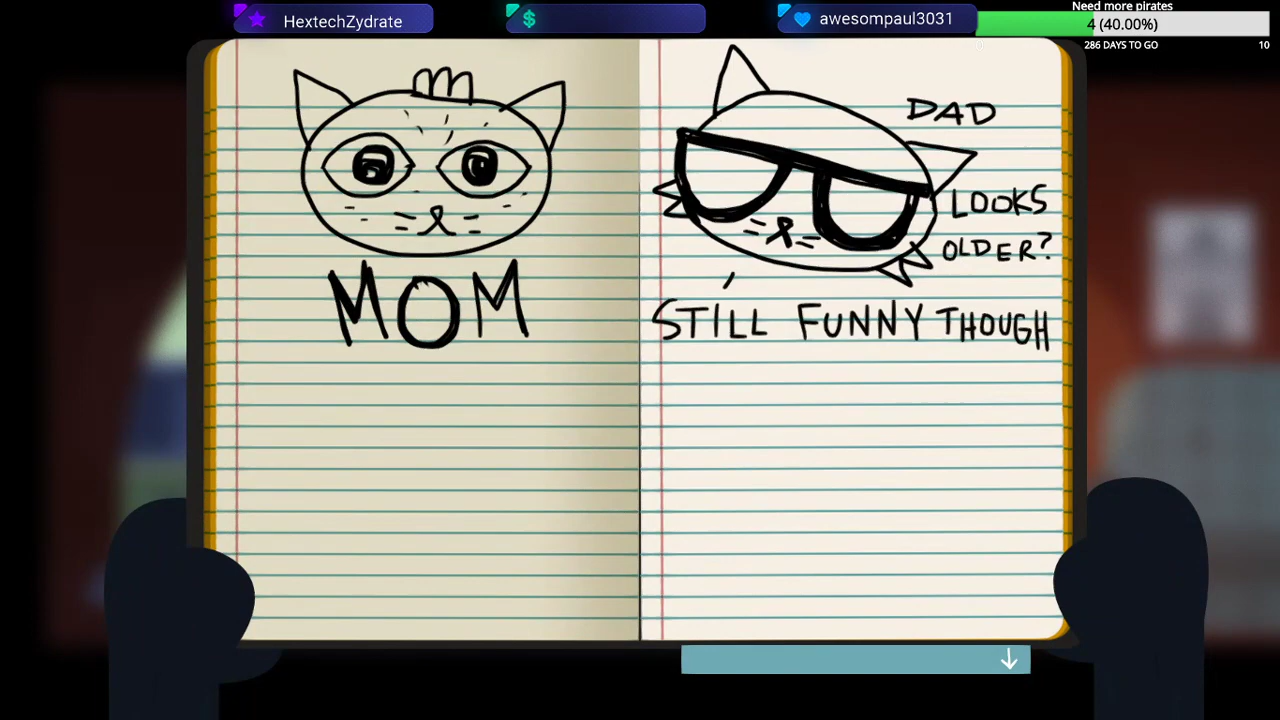 HextechZydrate
$
awesompaul3031
Need more pirates
4 (40.00%)
0
286 DAYS TO GO
10
MOM
DAD
LOOKS
OLDER?
STILL FUNNY THOUGH